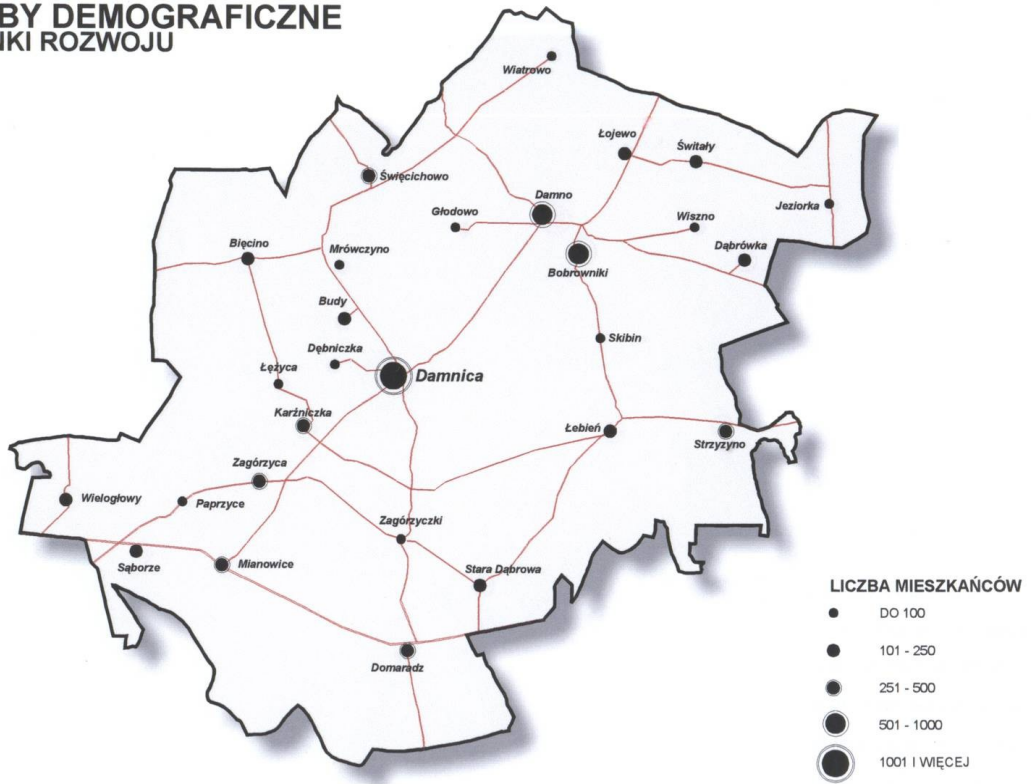 BY DEMOGRAFICZNE
NKI ROZWOJU
Wiatrowo
Łojewo
Świtały
Święcichowo
Damno
Jeziorka
Głodowo
Wiszno
Bięcino
Mrówczyno
Dąbrówka
Bobrowniki
Budy
Skibin
Dębniczka
Łężyca
Damnica
Karźniczka
Łebień
Strzyżyno
Zagórzyca
Wielogłowy
Paprzyce
Zagórzyczki
Sąborze
Mianowice
Stara Dąbrowa
Domaradz
LICZBA MIESZKAŃCÓW
DO 100
101 - 250
251 - 500
501 - 1000
1001 I WIĘCEJ